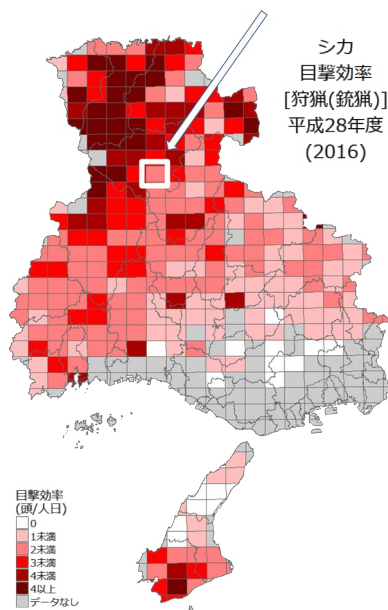 シカ
目撃効率
[狩猟(銃猟)]
平成28年度
(2016)
目撃効率
(頭/人日)
0
1未満
2未満
3未満
4未満
4以上
データなし